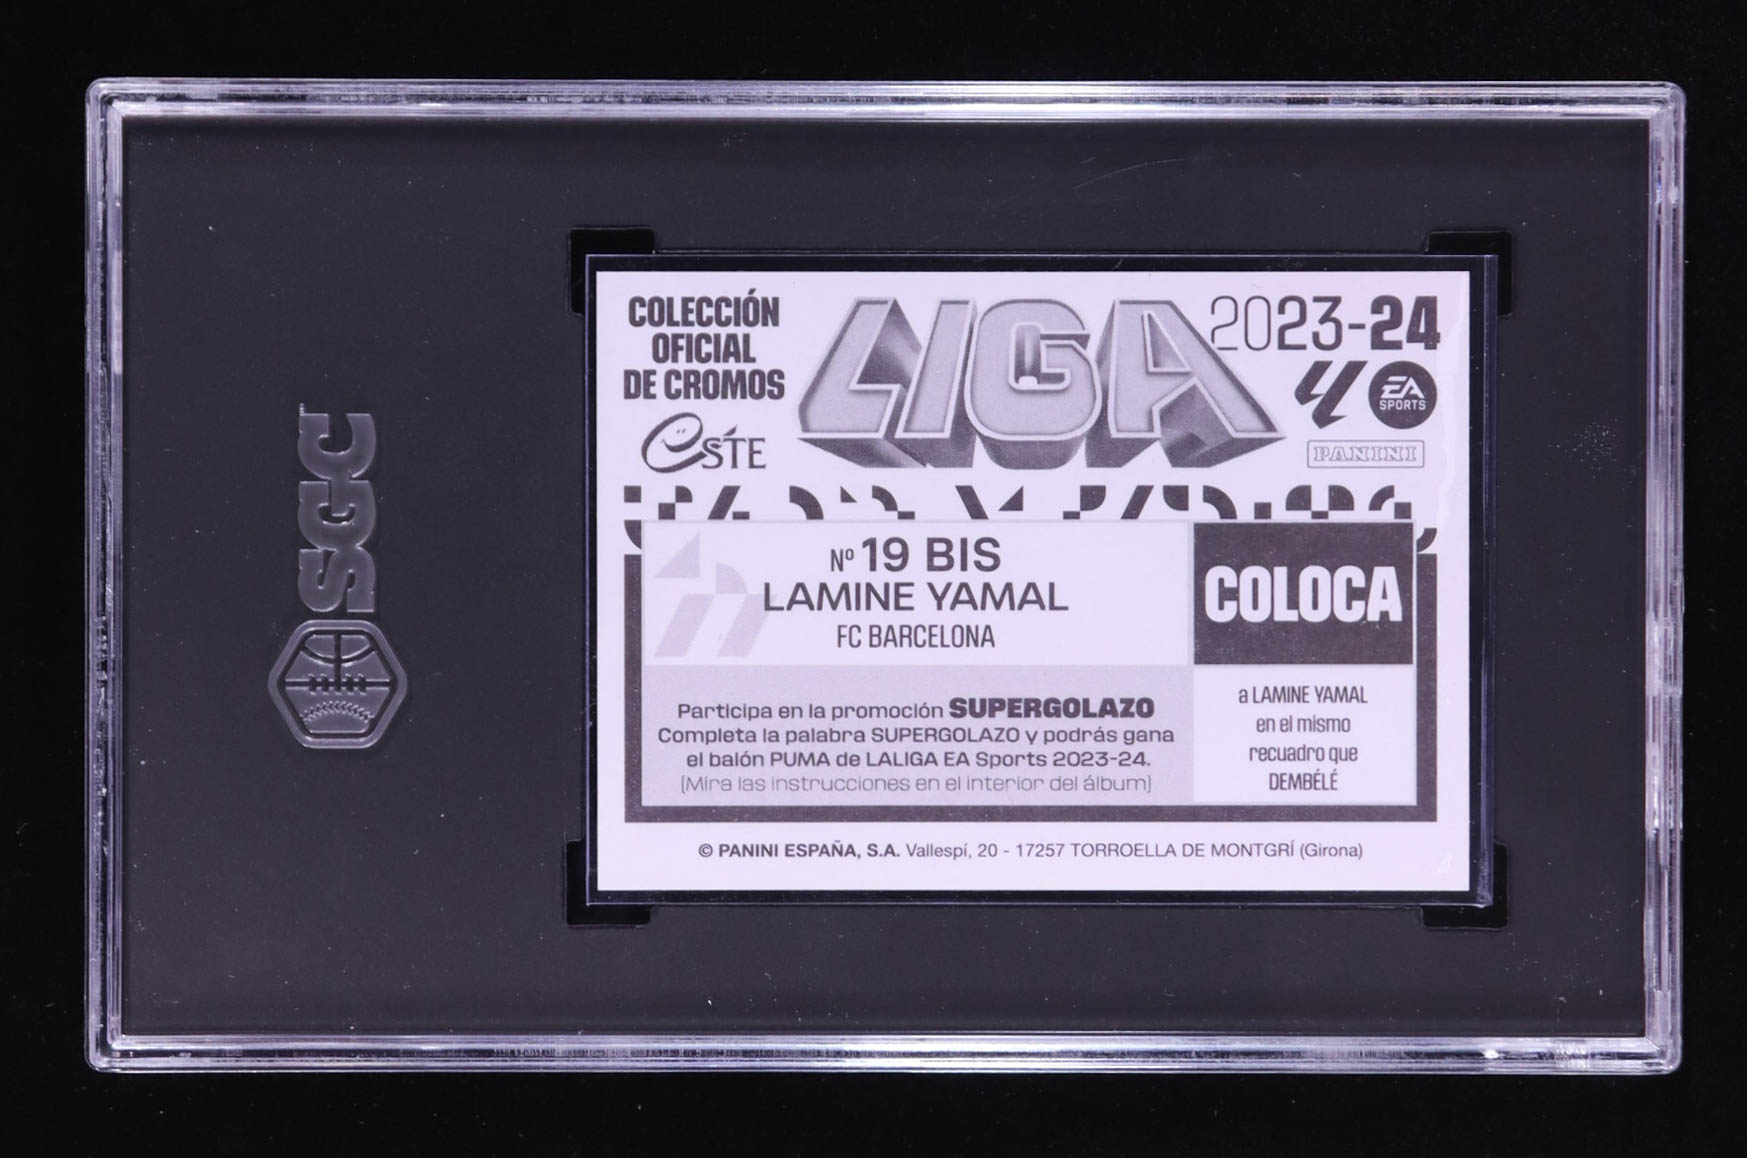 SGC
COLECCIÓN
OFICIAL
DE CROMOS
este
LIGA
2023-24
EA
SPORTS
PANINI
Nº 19 BIS
LAMINE YAMAL
FC BARCELONA
COLOCA
Participa en la promoción SUPERGOLAZO
Completa la palabra SUPERGOLAZO y podrás gana
el balón PUMA de LALIGA EA Sports 2023-24.
(Mira las instrucciones en el interior del álbum)
a LAMINE YAMAL
en el mismo
recuadro que
DEMBÉLÉ
© PANINI ESPAÑA, S.A. Vallespí, 20 - 17257 TORROELLA DE MONTGRÍ (Girona)